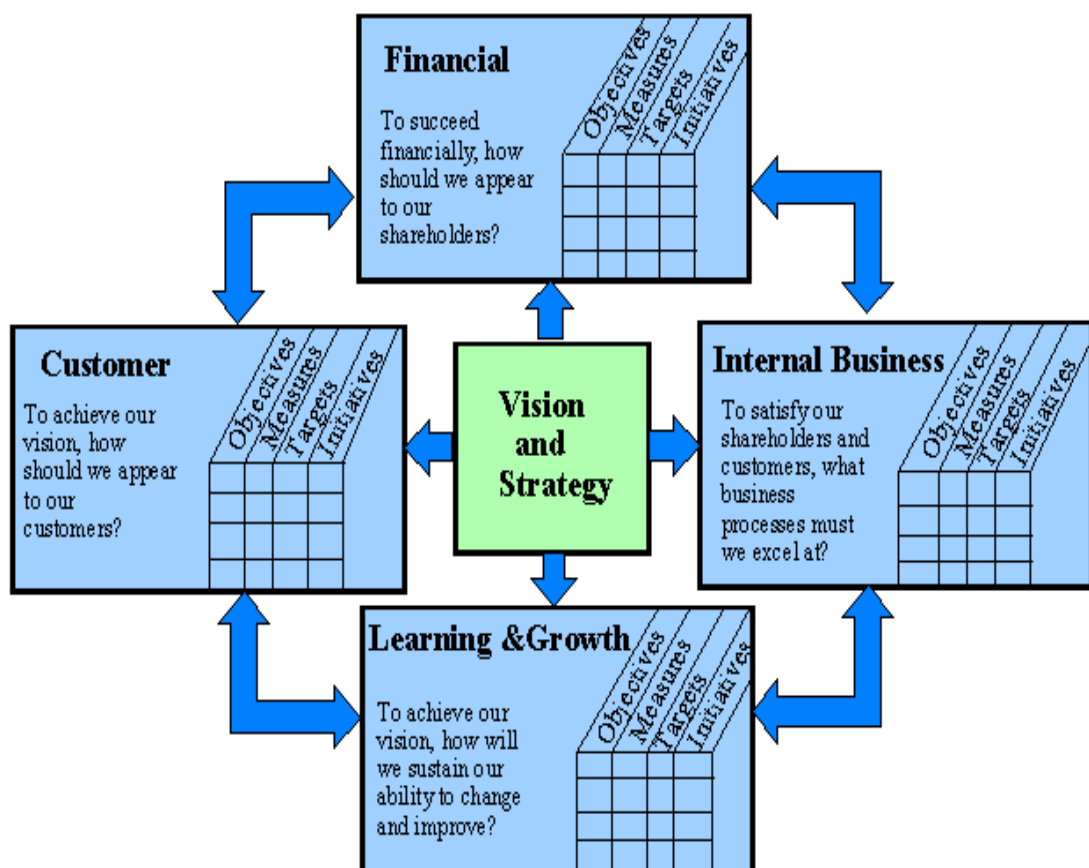 Financial
To succeed
financially, how
should we appear
to our
shareholders?
Objectives
Measures
Targets
Initiatives
Customer
To achieve our
vision, how
should we appear
to our
customers?
Objectives
Measures
Targets
Initiatives
Vision
and
Strategy
Internal Business
To satisfy our
shareholders and
customers, what
business
processes must
we excel at?
Objectives
Measures
Targets
Initiatives
Learning &Growth
To achieve our
vision, how will
we sustain our
ability to change
and improve?
Objectives
Measures
Targets
Initiatives